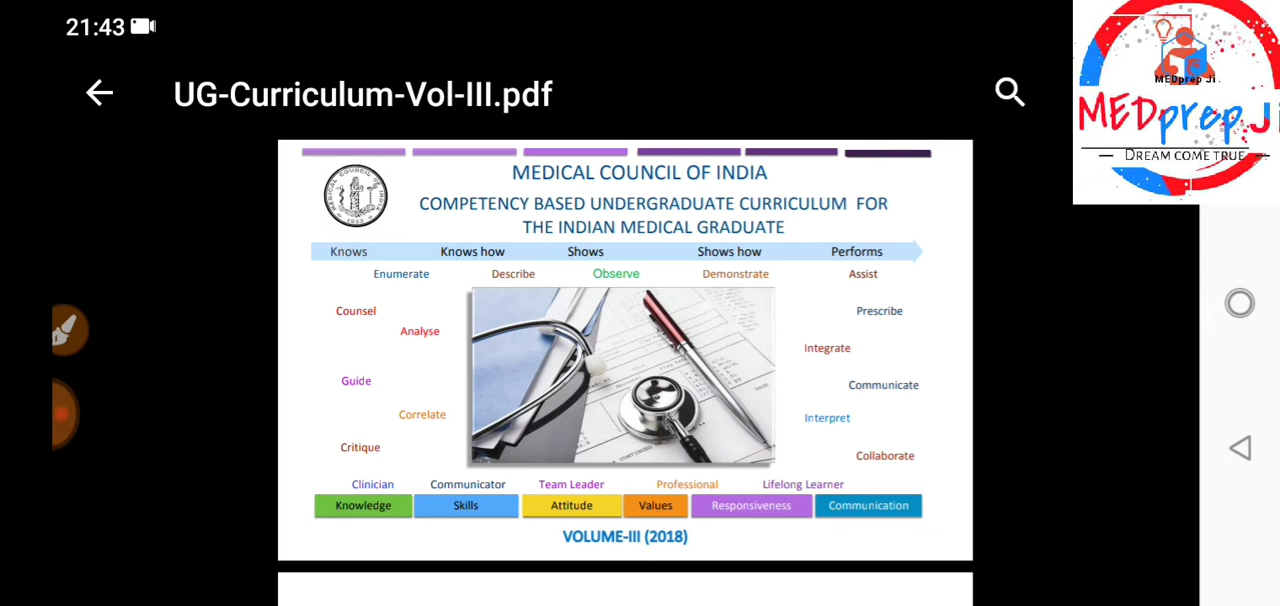 21:43
UG-Curriculum-Vol-III.pdf
MEDprep Ji.
MEDprep Ji
DREAM COME TRUE
MEDICAL COUNCIL OF INDIA
COMPETENCY BASED UNDERGRADUATE CURRICULUM FOR
THE INDIAN MEDICAL GRADUATE
Knows Knows how Shows Shows how Performs
Enumerate Describe Observe Demonstrate Assist
Counsel Prescribe
Analyse
Integrate
Guide Communicate
Correlate Interpret
Critique Collaborate
Clinician Communicator Team Leader Professional Lifelong Learner
Knowledge Skills Attitude Values Responsiveness Communication
VOLUME-III (2018)